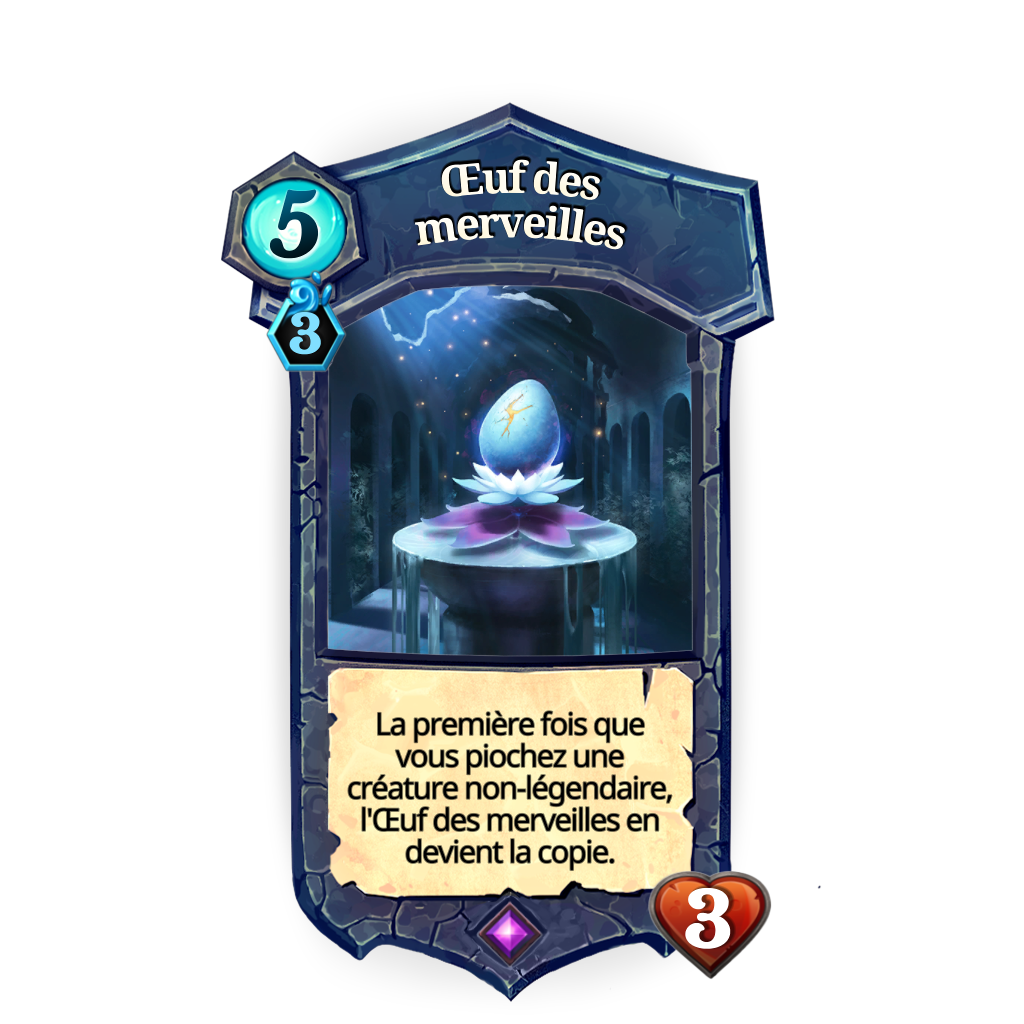 Œuf des
merveilles
5
3
La première fois que
vous piochez une
créature non-légendaire,
l'Œuf des merveilles en
devient la copie.
3